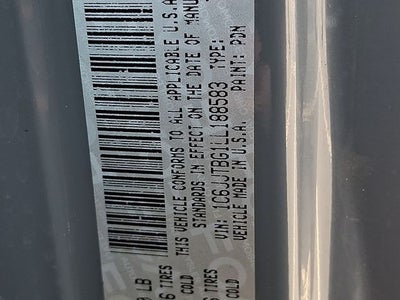 LB
TIRES
COLD
THIS VEHICLE CONFORMS TO ALL APPLICABLE U.S.A
STANDARDS IN EFFECT ON THE DATE OF MANU
VIN: 1C6JJTBG1LL188583 TYPE:
VEHICLE MADE IN U.S.A. PAINT: PDN
TIRES
COLD